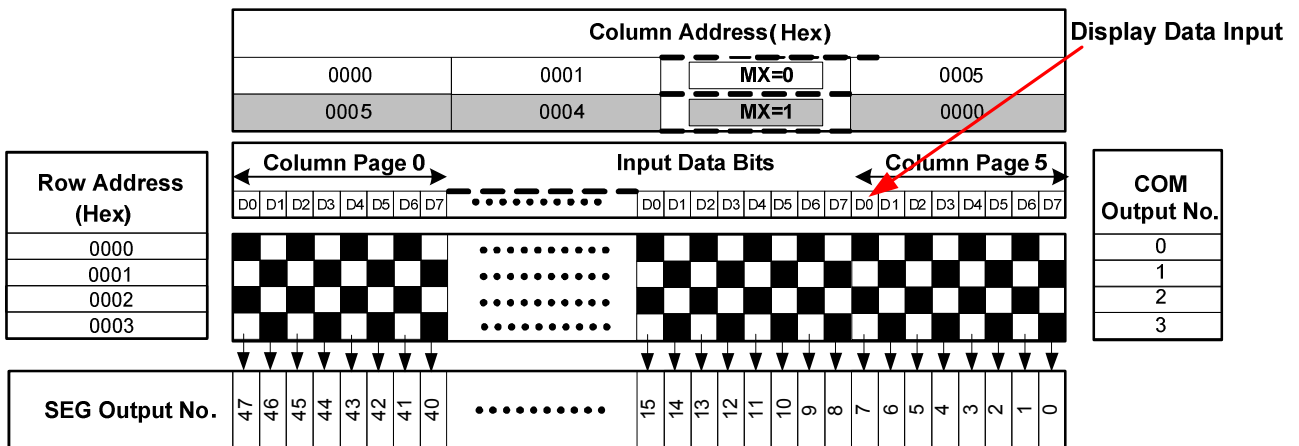 Column Address(Hex)
Display Data Input
0000 0001 MX=0 0005
0005 0004 MX=1 0000
Column Page 0 Input Data Bits Column Page 5
D0 D1 D2 D3 D4 D5 D6 D7 D0 D1 D2 D3 D4 D5 D6 D7 D0 D1 D2 D3 D4 D5 D6 D7
Row Address
(Hex)
0000
0001
0002
0003
COM
Output No.
0
1
2
3
SEG Output No. 47 46 45 44 43 42 41 40 15 14 13 12 11 10 9 8 7 6 5 4 3 2 1 0